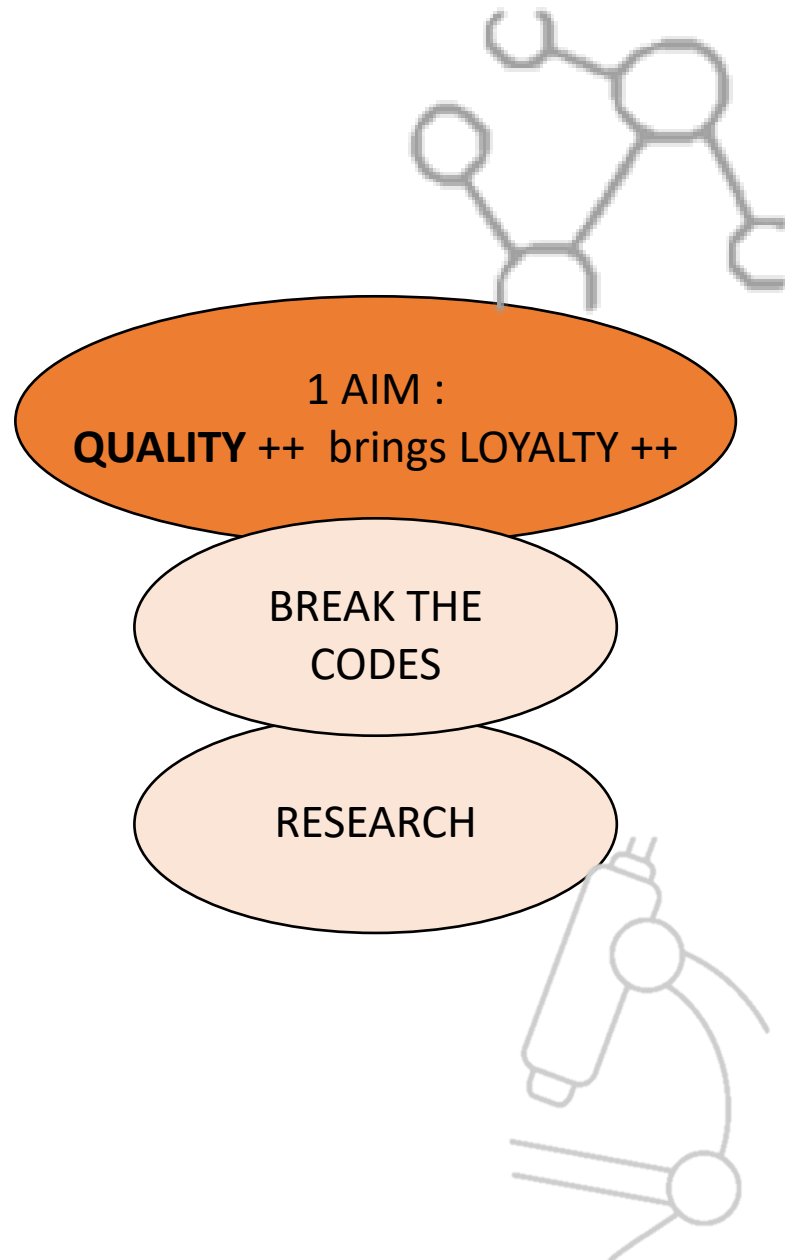 1 AIM :
QUALITY ++ brings LOYALTY ++
BREAK THE
CODES
RESEARCH